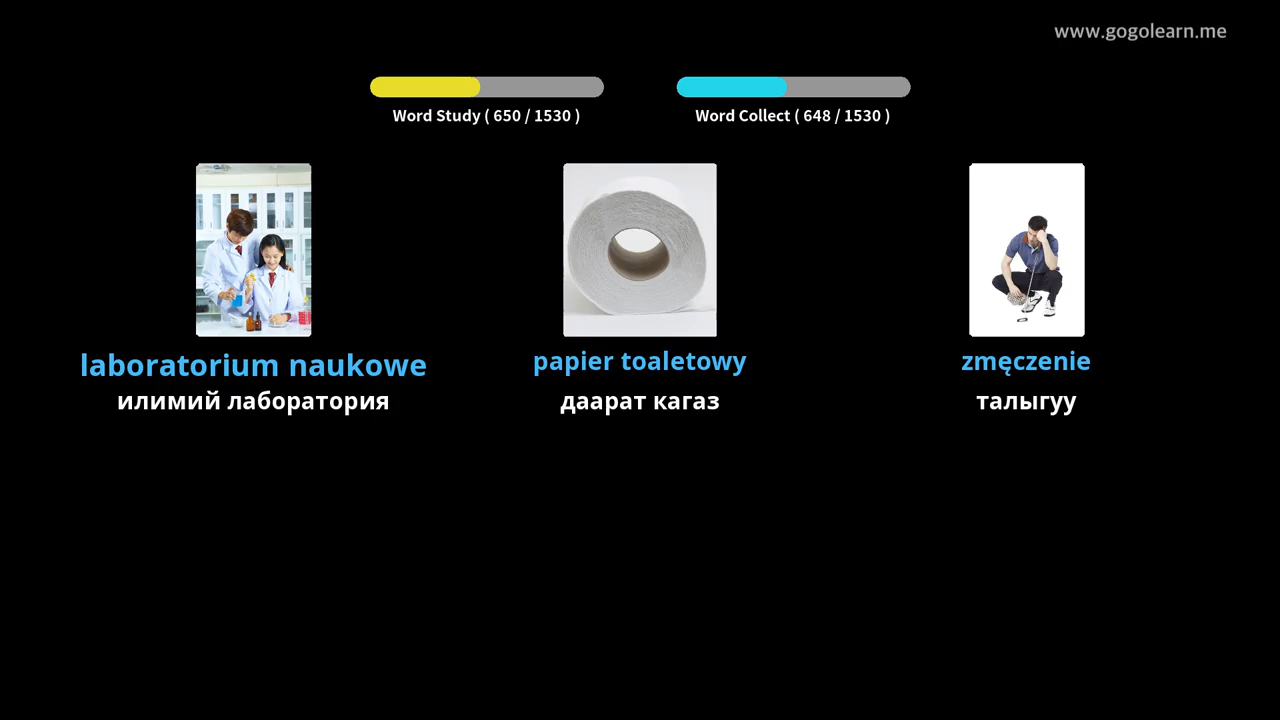 www.gogolearn.me
Word Study ( 650 / 1530 )
Word Collect ( 648 / 1530 )
laboratorium naukowe
илимий лаборатория
papier toaletowy
даарат кагаз
zmęczenie
талыгуу